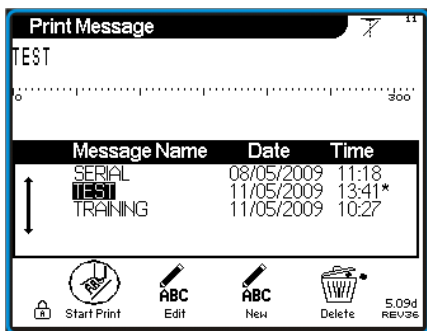 Print Message 11
TEST
0 300
Message Name Date Time
SERIAL 08/05/2009 11:18
TEST 11/05/2009 13:41*
TRAINING 11/05/2009 10:27
ABC ABC ABC
A Start Print Edit New Delete 5.09d
REV36